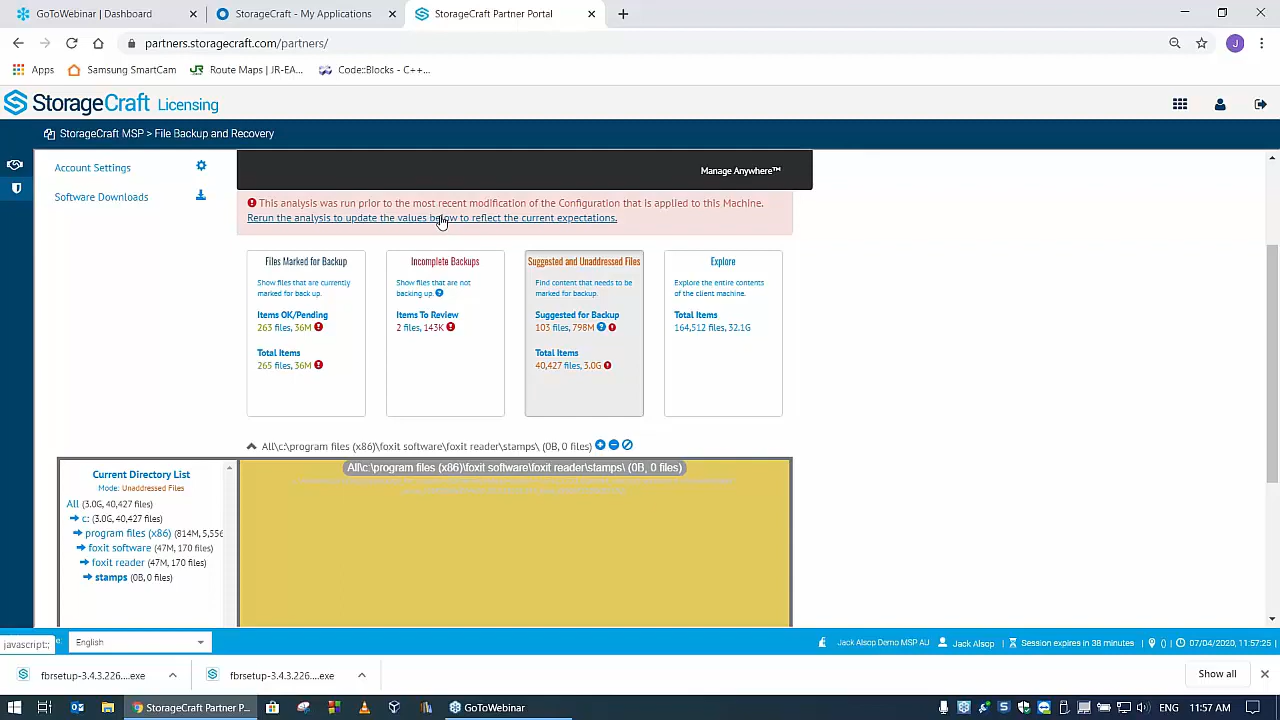 GoToWebinar | Dashboard
StorageCraft - My Applications
StorageCraft Partner Portal
partners.storagecraft.com/partners/
J
Apps
Samsung SmartCam
Route Maps | JR-EA...
Code::Blocks - C++...
StorageCraft Licensing
StorageCraft MSP > File Backup and Recovery
Account Settings
Software Downloads
Manage Anywhere™
This analysis was run prior to the most recent modification of the Configuration that is applied to this Machine.
Rerun the analysis to update the values below to reflect the current expectations.
Files Marked for Backup
Show files that are currently
marked for back up.
Items OK/Pending
263 files, 36M
Total Items
265 files, 36M
Incomplete Backups
Show files that are not
backing up.
Items To Review
2 files, 143K
Suggested and Unaddressed Files
Find content that needs to be
marked for backup.
Suggested for Backup
103 files, 798M
Total Items
40,427 files, 3.0G
Explore
Explore the entire contents
of the client machine.
Total Items
164,512 files, 32.1G
All\c:\program files (x86)\foxit software\foxit reader\stamps\ (0B, 0 files)
Current Directory List
Mode: Unaddressed Files
All (3.0G, 40,427 files)
c: (3.0G, 40,427 files)
program files (x86) (814M, 5,556
foxit software (47M, 170 files)
foxit reader (47M, 170 files)
stamps (0B, 0 files)
All\c:\program files (x86)\foxit software\foxit reader\stamps\ (0B, 0 files)
javascript:;
English
Jack Alsop Demo MSP AU
Jack Alsop
Session expires in 38 minutes
()
07/04/2020, 11:57:25
fbrsetup-3.4.3.226....exe
fbrsetup-3.4.3.226....exe
Show all
StorageCraft Partner P...
GoToWebinar
ENG
11:57 AM